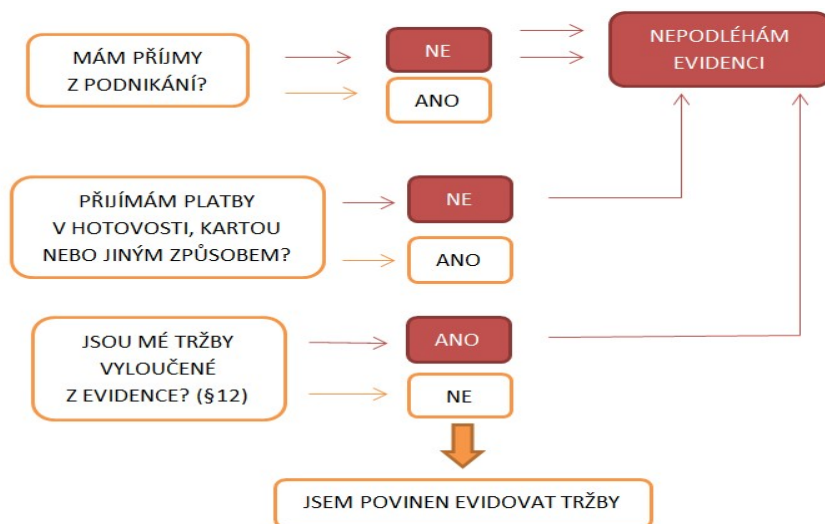 MÁM PŘÍJMY
Z PODNIKÁNÍ?
NE
ANO
NEPODLÉHÁM
EVIDENCI
PŘIJÍMÁM PLATBY
V HOTOVOSTI, KARTOU
NEBO JINÝM ZPŮSOBEM?
NE
ANO
JSOU MÉ TRŽBY
VYLOUČENÉ
Z EVIDENCE? (§12)
ANO
NE
JSEM POVINEN EVIDOVAT TRŽBY